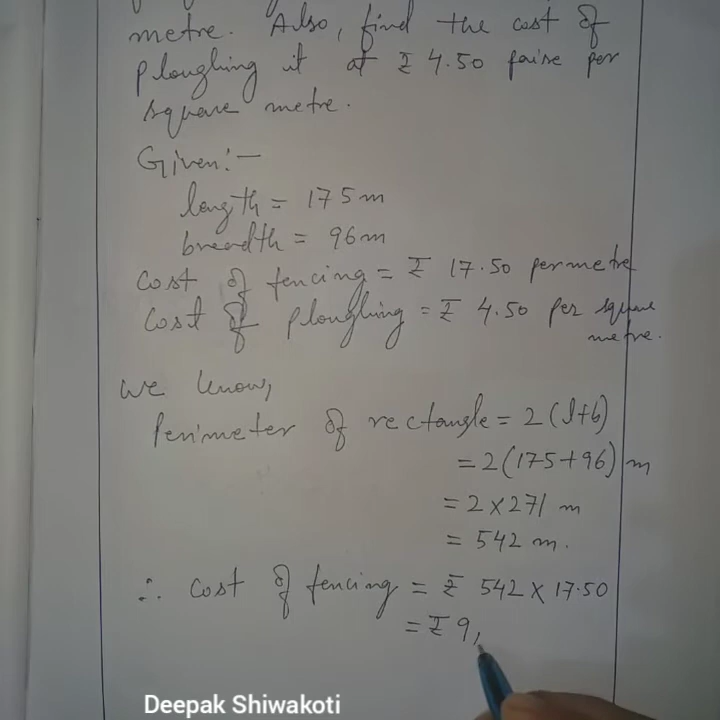 metre. Also, find the cost of
ploughing it at ₹ 4.50 paise per
square metre.
Given:-
length = 175m
breadth = 96m
Cost of fencing = ₹ 17.50 per metre
Cost of ploughing = ₹ 4.50 per square
metre.
We know,
Perimeter of rectangle = 2(l+b)
= 2(175+96) m
= 2 × 271 m
= 542 m.
∴ Cost of fencing = ₹ 542 × 17.50
= ₹ 9,
Deepak Shiwakoti